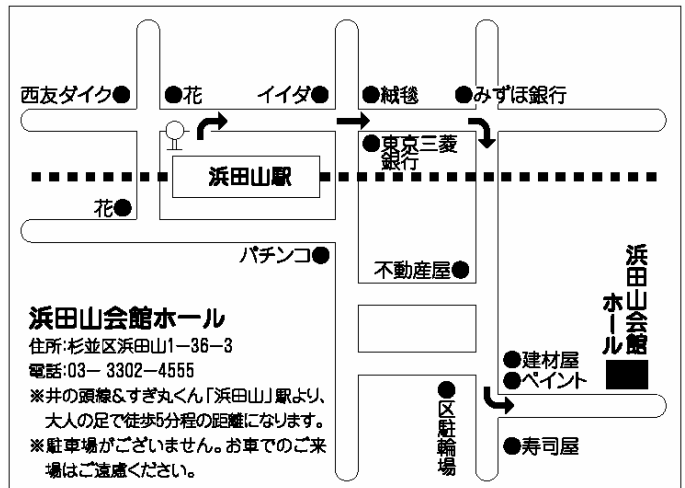 西友ダイク●
●花
イイダ●
●絨毯
●みずほ銀行
●東京三菱
銀行
浜田山駅
花●
パチンコ●
不動産屋●
浜田山会館
ホール
●建材屋
●ペイント
●区駐輪場
●寿司屋
浜田山会館ホール
住所:杉並区浜田山1−36−3
電話:03− 3302−4555
※井の頭線&すぎ丸くん「浜田山」駅より、
大人の足で徒歩5分程の距離になります。
※駐車場がございません。お車でのご来
場はご遠慮ください。